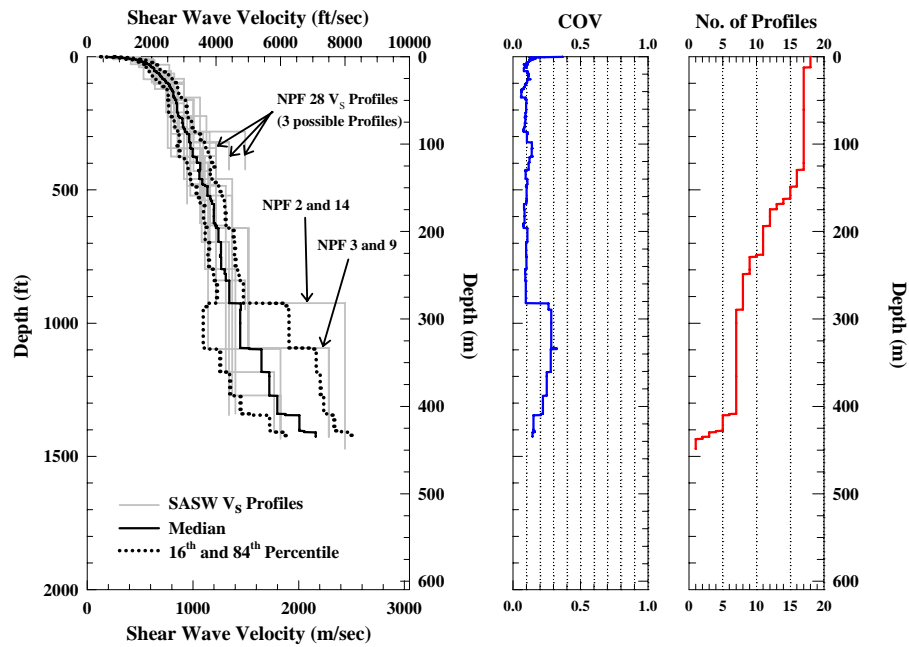 Shear Wave Velocity (ft/sec)
0 2000 4000 6000 8000 10000
COV
0.0 0.5 1.0
No. of Profiles
0 5 10 15 20
Depth (ft)
0
500
1000
1500
2000
NPF 28 VS Profiles
(3 possible Profiles)
NPF 2 and 14
NPF 3 and 9
SASW VS Profiles
Median
16th and 84th Percentile
0 1000 2000 3000
Shear Wave Velocity (m/sec)
0
100
200
300
400
500
600
Depth (m)
0.0 0.5 1.0
0 5 10 15 20
0
100
200
300
400
500
600
Depth (m)